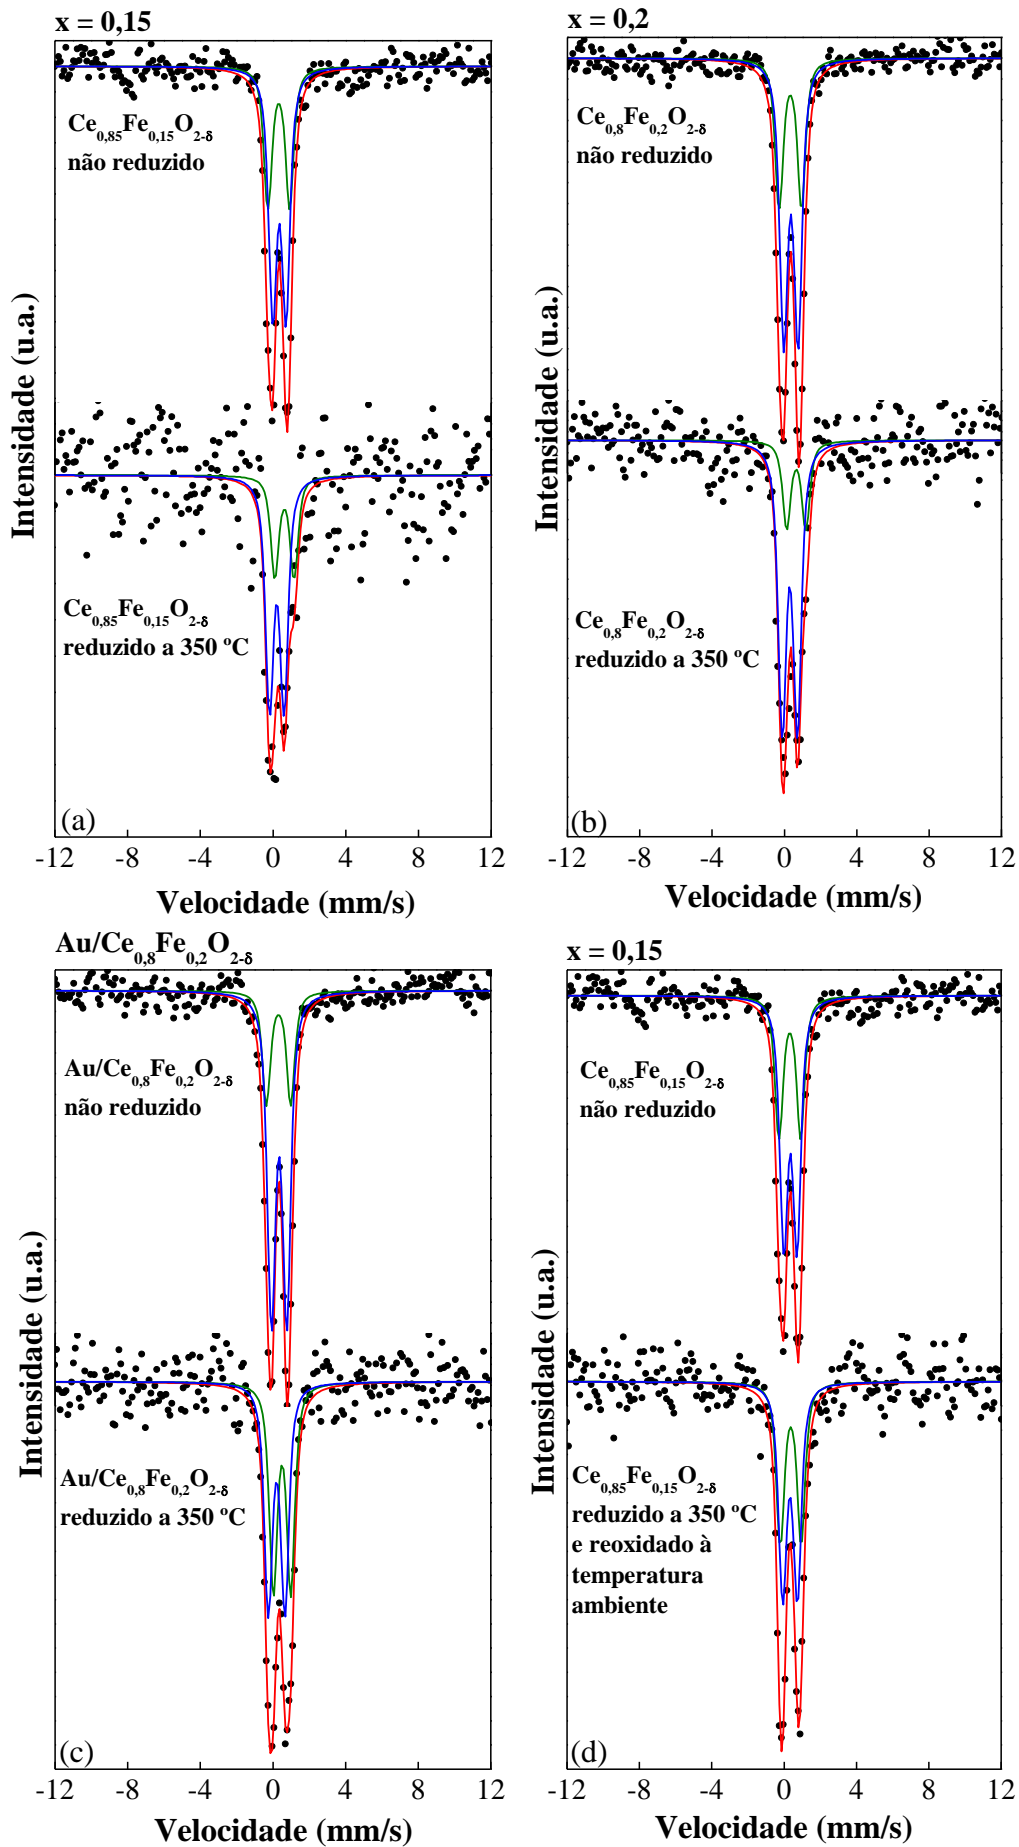 x = 0,15
Intensidade (u.a.)
Ce0,85Fe0,15O2-δ
não reduzido
Ce0,85Fe0,15O2-δ
reduzido a 350 ºC
(a)
-12 -8 -4 0 4 8 12
Velocidade (mm/s)
x = 0,2
Intensidade (u.a.)
Ce0,8Fe0,2O2-δ
não reduzido
Ce0,8Fe0,2O2-δ
reduzido a 350 ºC
(b)
-12 -8 -4 0 4 8 12
Velocidade (mm/s)
Au/Ce0,8Fe0,2O2-δ
Intensidade (u.a.)
Au/Ce0,8Fe0,2O2-δ
não reduzido
Au/Ce0,8Fe0,2O2-δ
reduzido a 350 ºC
(c)
-12 -8 -4 0 4 8 12
Velocidade (mm/s)
x = 0,15
Intensidade (u.a.)
Ce0,85Fe0,15O2-δ
não reduzido
Ce0,85Fe0,15O2-δ
reduzido a 350 ºC
e reoxidado à
temperatura
ambiente
(d)
-12 -8 -4 0 4 8 12
Velocidade (mm/s)